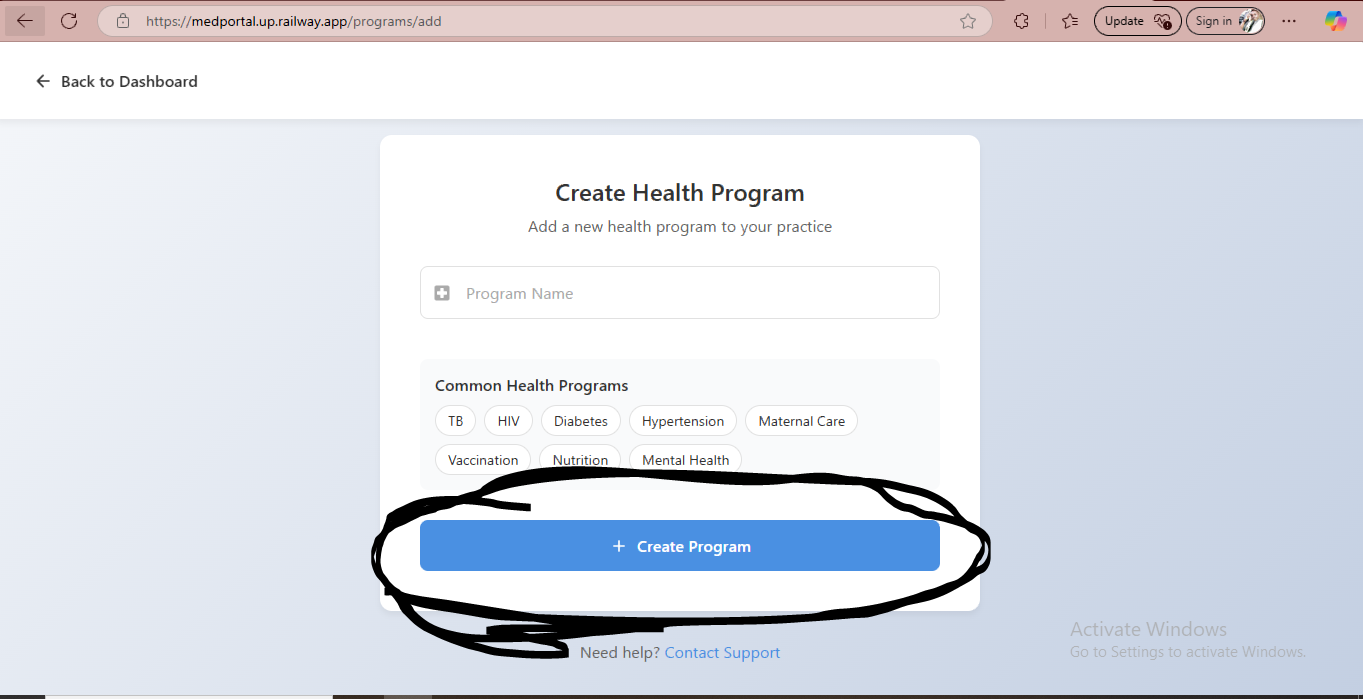 https://medportal.up.railway.app/programs/add
Update
Sign in
Back to Dashboard
Create Health Program
Add a new health program to your practice
Program Name
Common Health Programs
TB HIV Diabetes Hypertension Maternal Care
Vaccination Nutrition Mental Health
+ Create Program
Need help? Contact Support
Activate Windows
Go to Settings to activate Windows.